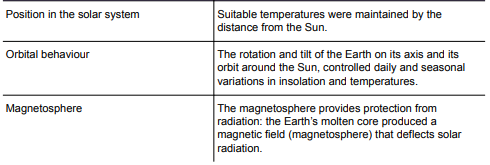 Position in the solar system
Suitable temperatures were maintained by the
distance from the Sun.
Orbital behaviour
The rotation and tilt of the Earth on its axis and its
orbit around the Sun, controlled daily and seasonal
variations in insolation and temperatures.
Magnetosphere
The magnetosphere provides protection from
radiation: the Earth's molten core produced a
magnetic field (magnetosphere) that deflects solar
radiation.